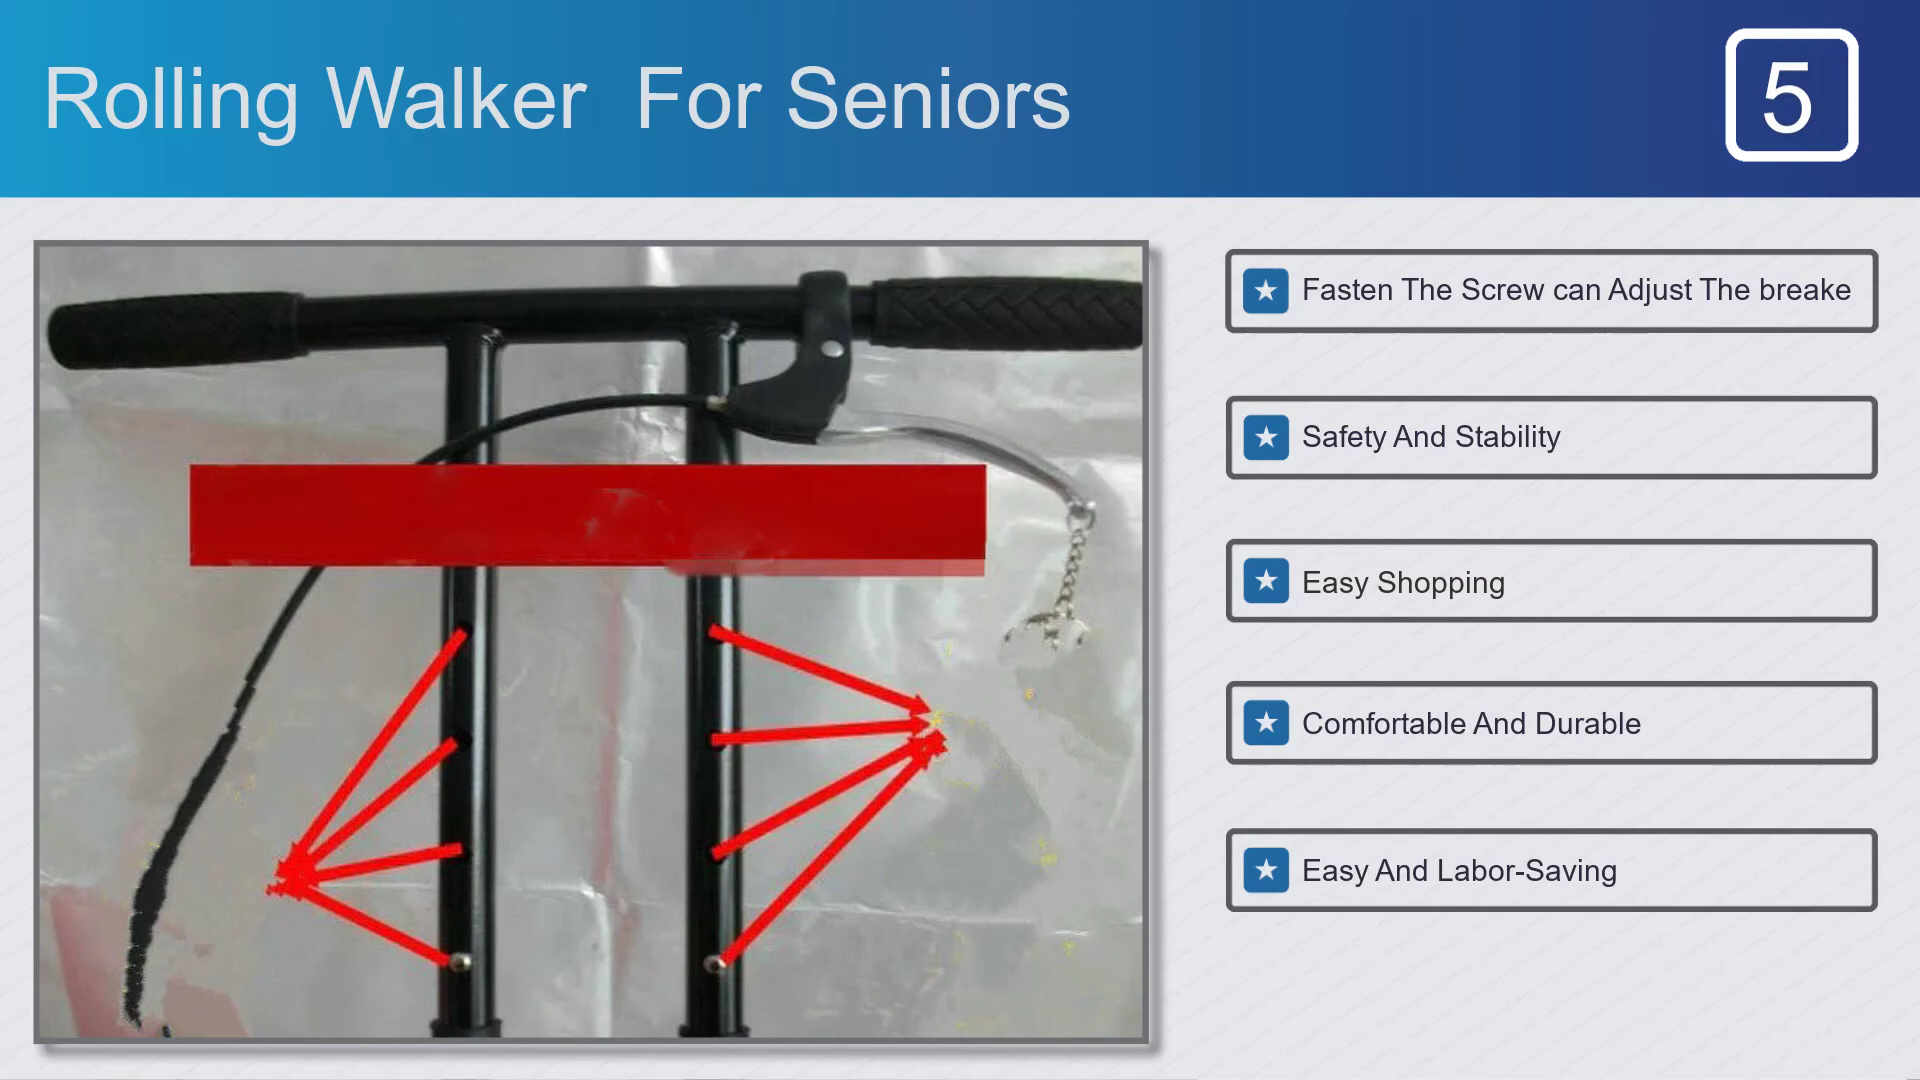 Rolling Walker  For Seniors
5
Fasten The Screw can Adjust The breake
Safety And Stability
Easy Shopping
Comfortable And Durable
Easy And Labor-Saving